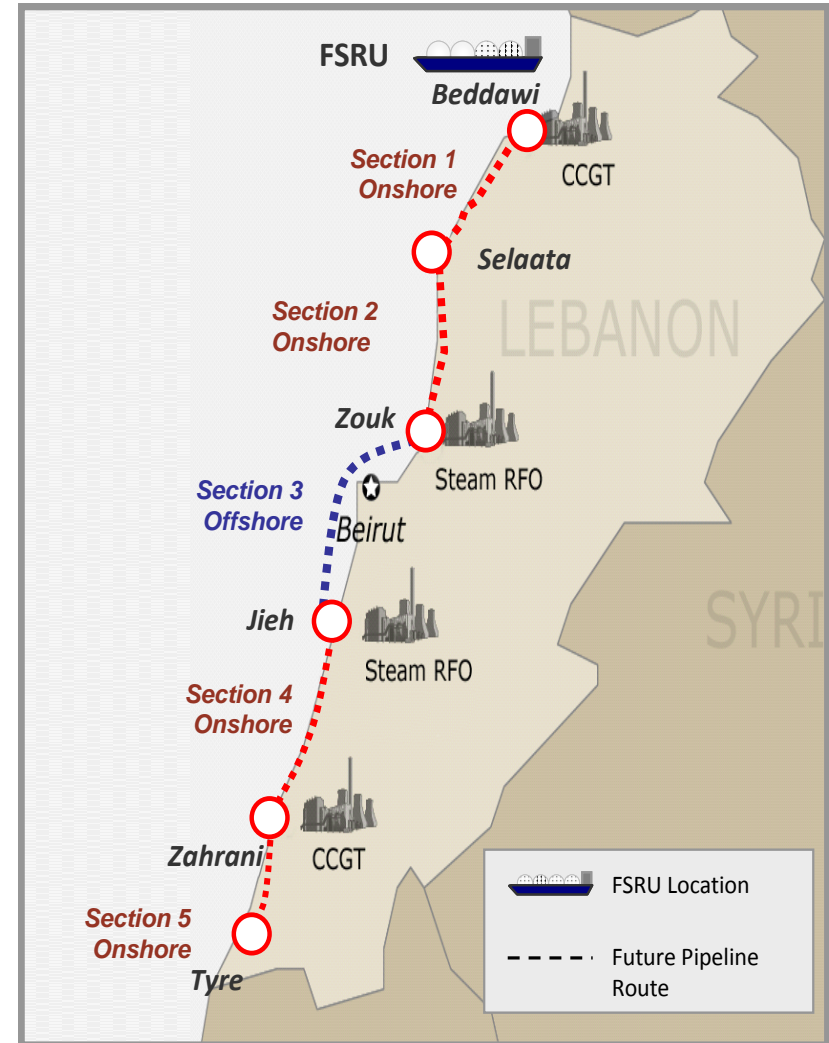 FSRU
Beddawi
Section 1
Onshore
CCGT
Selaata
Section 2
Onshore
LEBANON
Zouk
Steam RFO
Section 3
Offshore
Beirut
Jieh
SYRI
Steam RFO
Section 4
Onshore
Zahrani
CCGT
FSRU Location
Section 5
Onshore
Tyre
Future Pipeline
Route